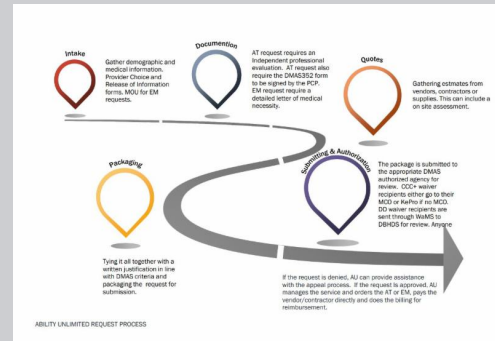 Intake
Gather demographic and
medical information.
Provider Choice and
Release of Information
forms, MOU for EM
requests.
Documention
AT request requires an
Independent professional
evaluation. AT request also
require the DMAS352 form
to be signed by the PCP.
EM request require a
detailed letter of medical
necessity.
Quotes
Gathering estimates from
vendors, contractors or
supplies. This can include a
on site assessment.
Packaging
Tying it all together with a
written justification in line
with DMAS criteria and
packaging the request for
submission.
Submitting & Authorization
The package is submitted to
the appropriate DMAS
authorized agency for
review. CCC+ waiver
recipients either go to their
MCO or KePro if no MCO.
DD waiver recipients are
sent through WaMS to
DBHDS for review. Anyone
If the request is denied, AU can provide assistance
with the appeal process. If the request is approved, AU
manages the service and orders the AT or EM, pays the
vendor/contractor directly and does the billing for
reimbursement.
ABILITY UNLIMITED REQUEST PROCESS